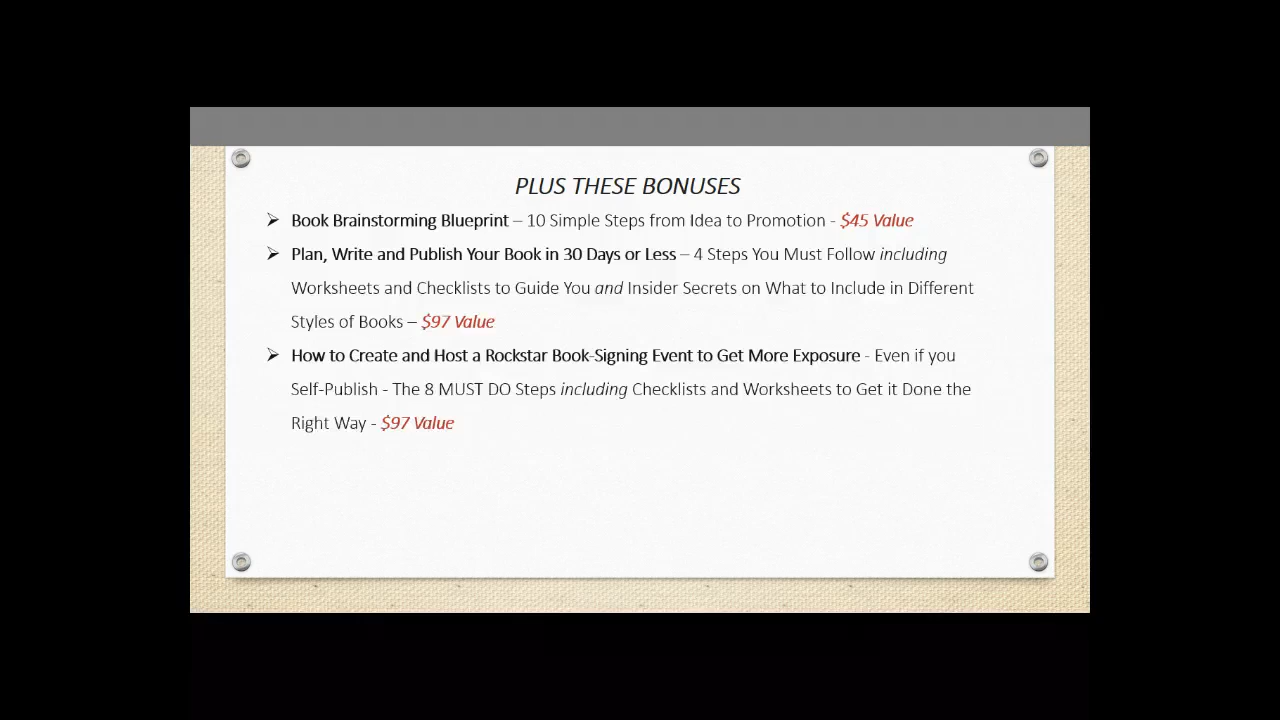 PLUS THESE BONUSES
➢ Book Brainstorming Blueprint – 10 Simple Steps from Idea to Promotion - $45 Value
➢ Plan, Write and Publish Your Book in 30 Days or Less – 4 Steps You Must Follow including
Worksheets and Checklists to Guide You and Insider Secrets on What to Include in Different
Styles of Books – $97 Value
➢ How to Create and Host a Rockstar Book-Signing Event to Get More Exposure - Even if you
Self-Publish - The 8 MUST DO Steps including Checklists and Worksheets to Get it Done the
Right Way - $97 Value